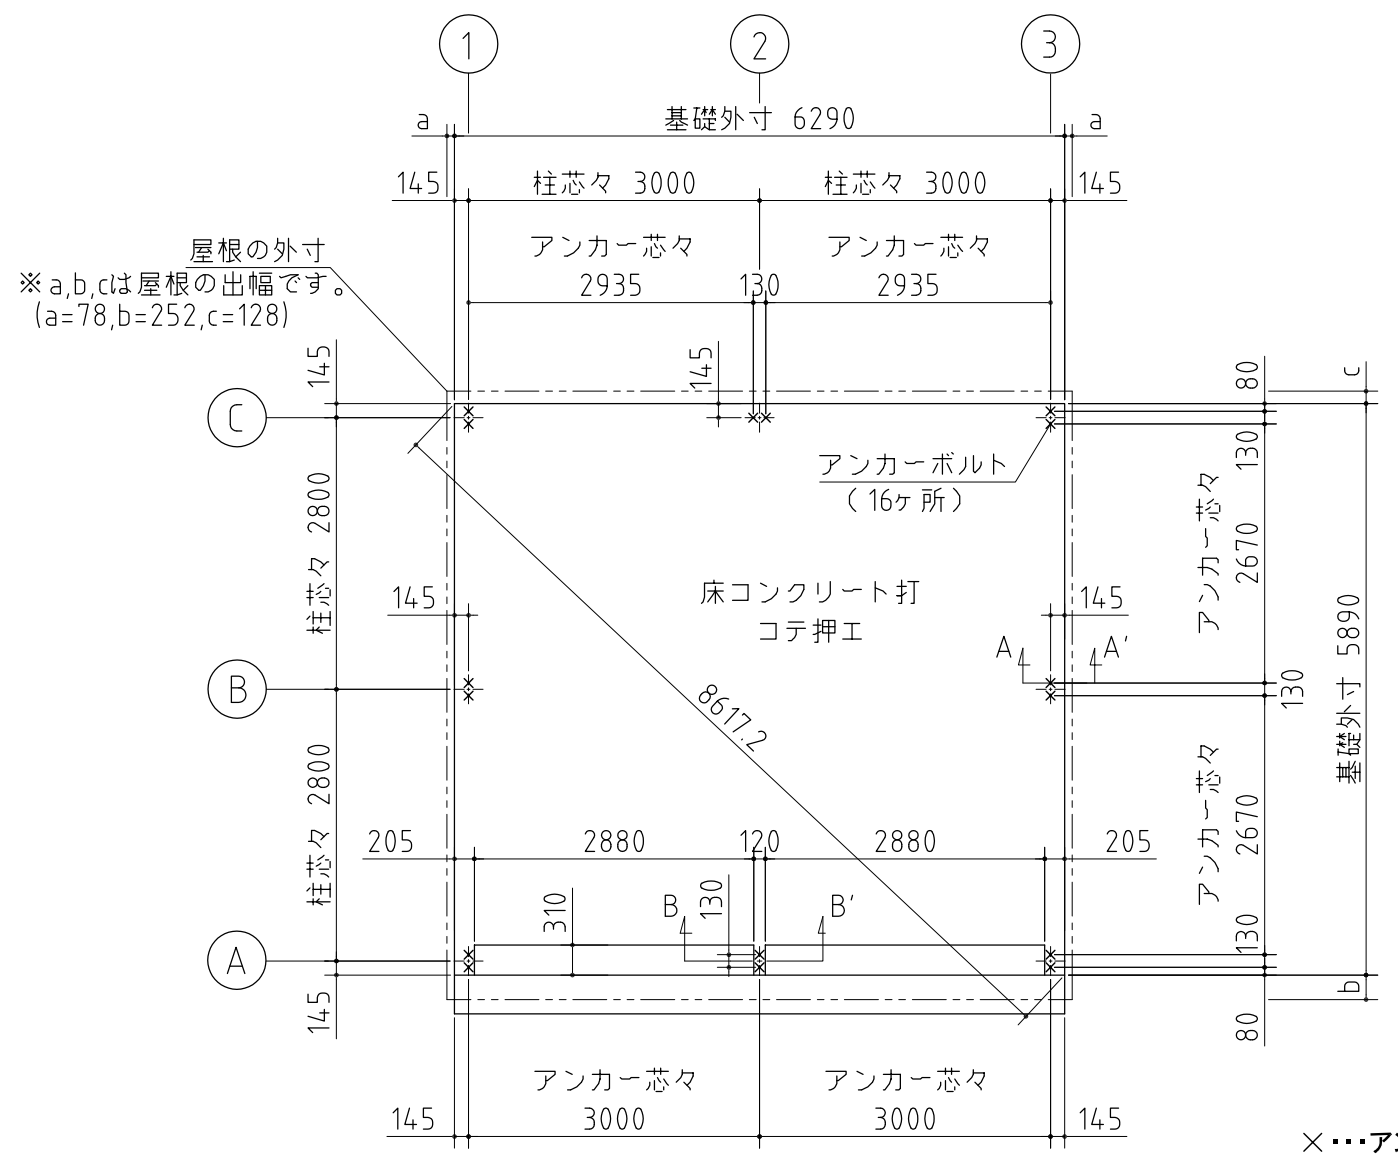 1
2
3
a
基礎外寸 6290
a
145
柱芯々 3000
柱芯々 3000
145
アンカー芯々
アンカー芯々
2935
130
2935
屋根の外寸
※a,b,cは屋根の出幅です。
(a=78,b=252,c=128)
145
145
80
c
C
アンカーボルト
(16ヶ所)
130
柱芯々 2800
アンカー芯々
2670
床コンクリート打
コテ押エ
145
145
A
A′
B
8617.2
130
基礎外寸 5890
柱芯々 2800
アンカー芯々
2670
205
2880
120
2880
205
310
B
130
B′
130
A
145
b
80
アンカー芯々
アンカー芯々
145
3000
3000
145
×･･･ア